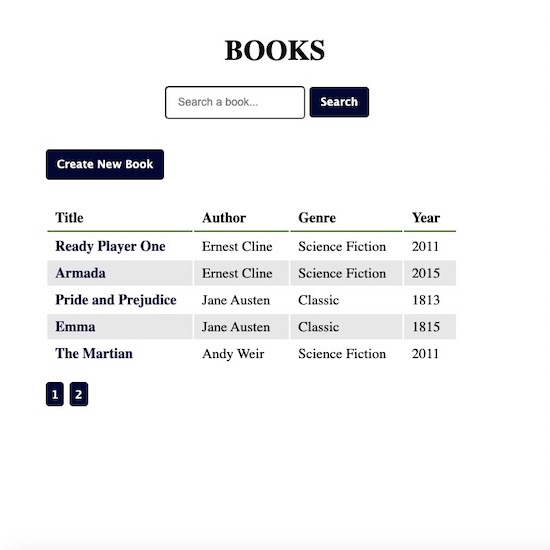 BOOKS
Search a book... Search
Create New Book
Title Author Genre Year
Ready Player One Ernest Cline Science Fiction 2011
Armada Ernest Cline Science Fiction 2015
Pride and Prejudice Jane Austen Classic 1813
Emma Jane Austen Classic 1815
The Martian Andy Weir Science Fiction 2011
1 2